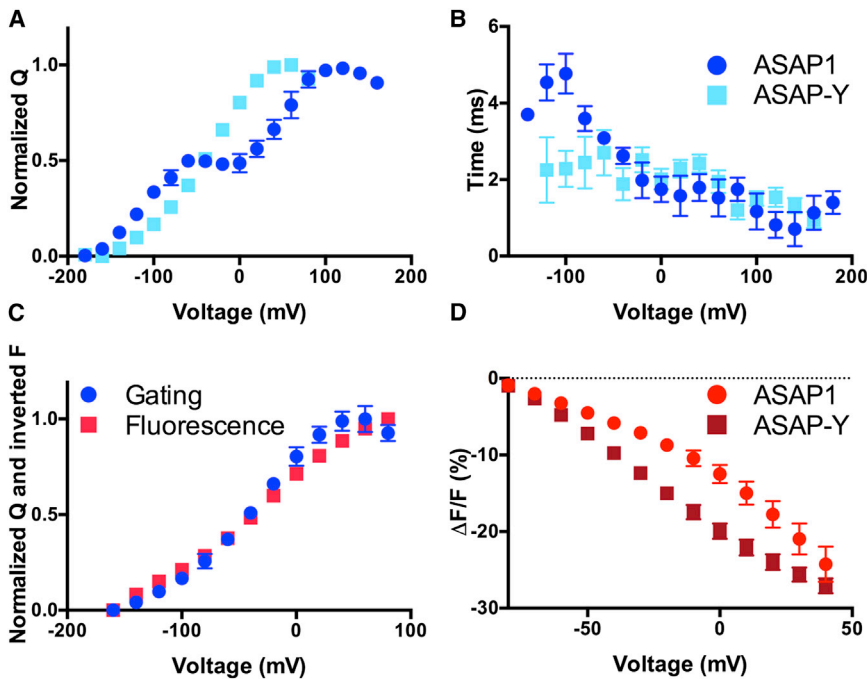 A
Normalized Q
1.0
0.5
0.0
-200
-100
0
100
200
Voltage (mV)
B
Time (ms)
6
4
2
0
ASAP1
ASAP-Y
-100
0
100
200
Voltage (mV)
C
Normalized Q and inverted F
Gating
Fluorescence
1.0
0.5
0.0
-200
-100
0
100
Voltage (mV)
D
ΔF/F (%)
0
-10
-20
-30
ASAP1
ASAP-Y
-50
0
50
Voltage (mV)